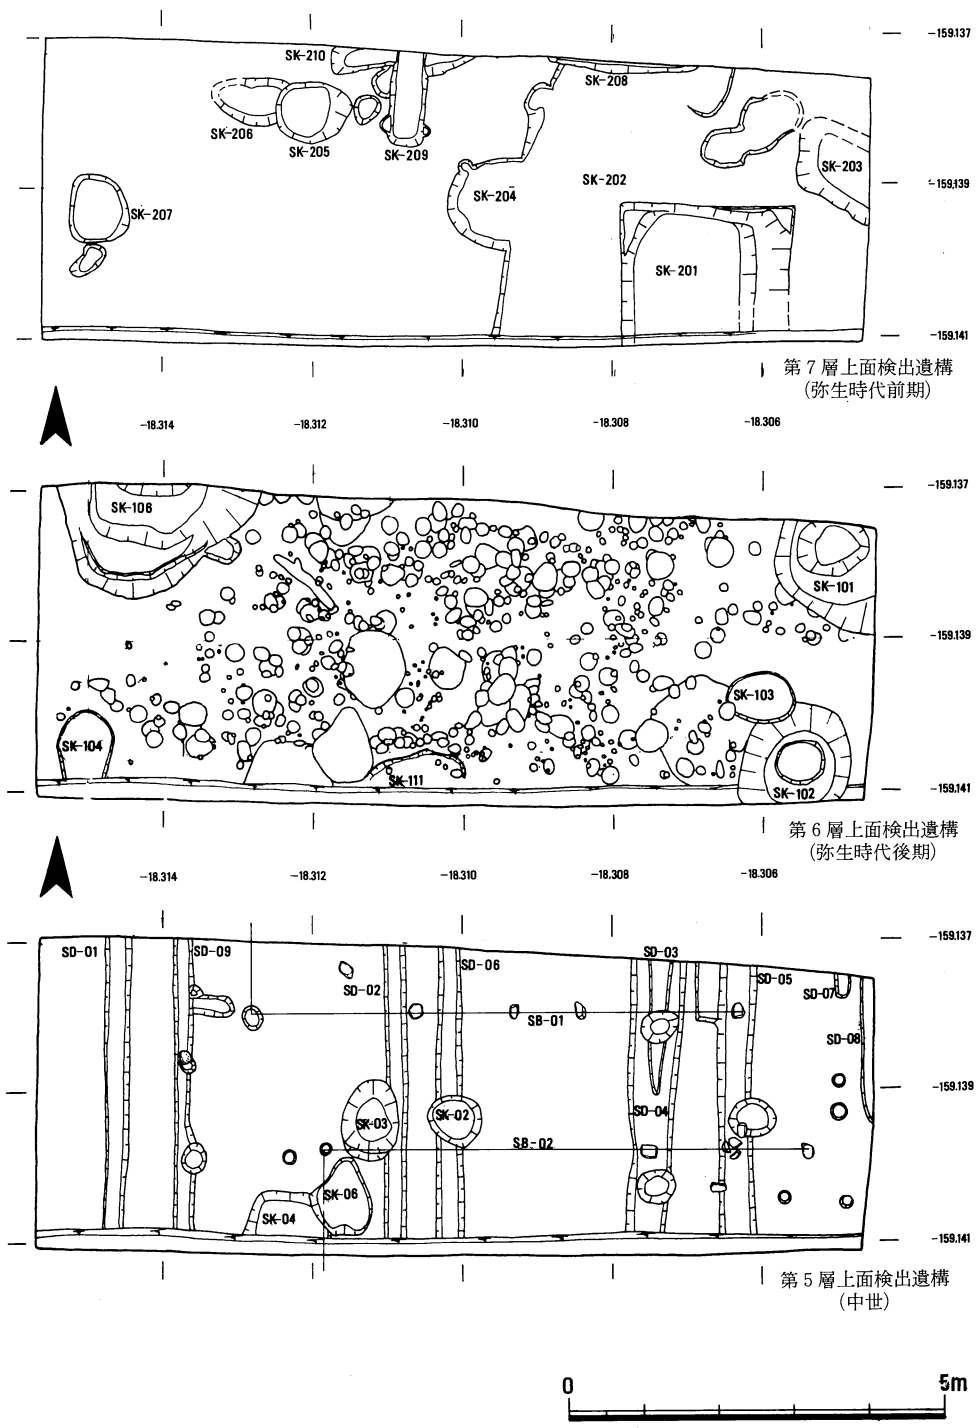 -159.137
SK-210
SK-208
SK-206
SK-205
SK-209
SK-203
-159.139
SK-202
SK-204
SK-207
SK-201
-159.141
第7層上面検出遺構
(弥生時代前期)
-18.314 -18.312 -18.310 -18.308 -18.306
-159.137
SK-106
SK-101
-159.139
SK-103
SK-104
SK-111
SK-102
-159.141
第6層上面検出遺構
(弥生時代後期)
-18.314 -18.312 -18.310 -18.308 -18.306
-159.137
SD-01
SD-09
SD-06
SD-03
SD-05
SD-02
SD-07
SB-01
SD-08
-159.139
SK-03
SK-02
SD-04
SB-02
SK-06
SK-04
-159.141
第5層上面検出遺構
(中世)
0 5m